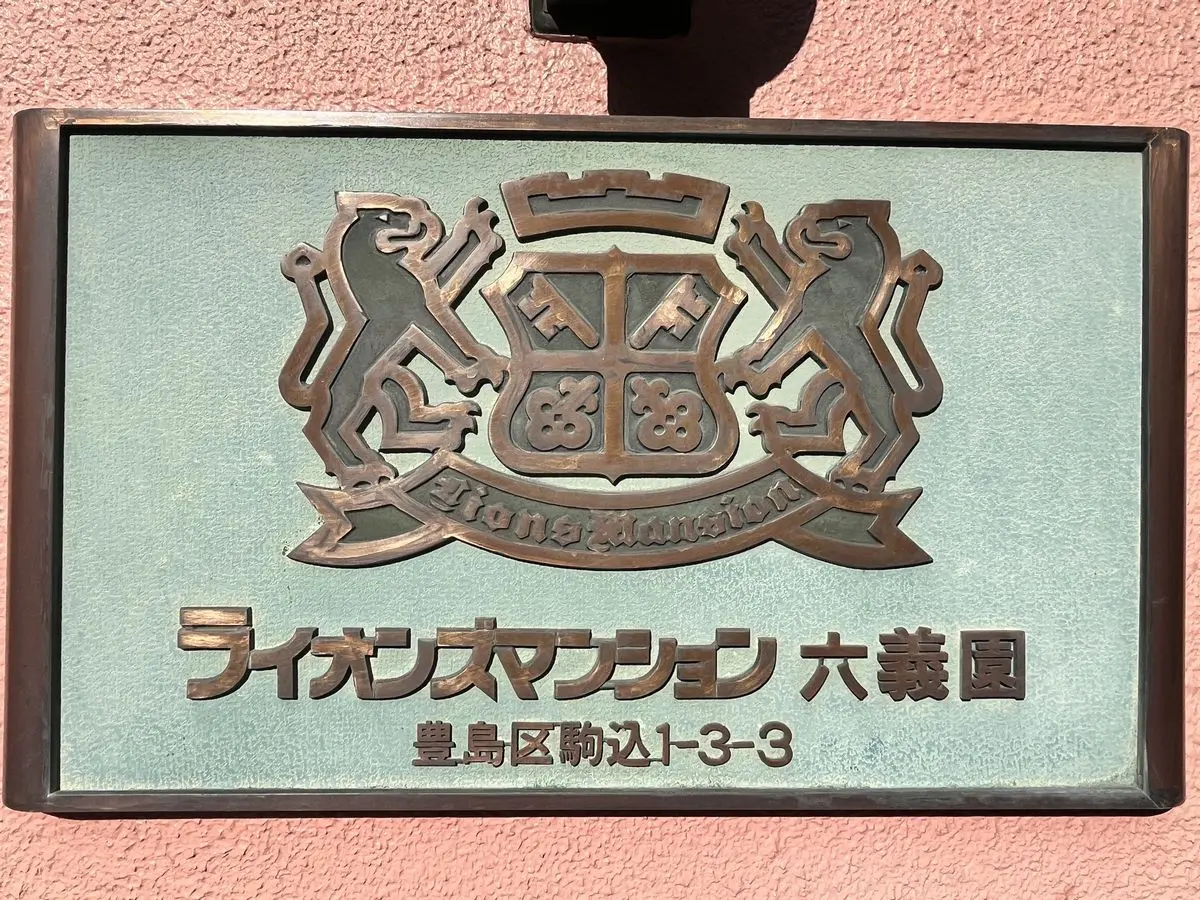 Lions Mansion
ライオンズマンション 六義園
豊島区駒込1-3-3